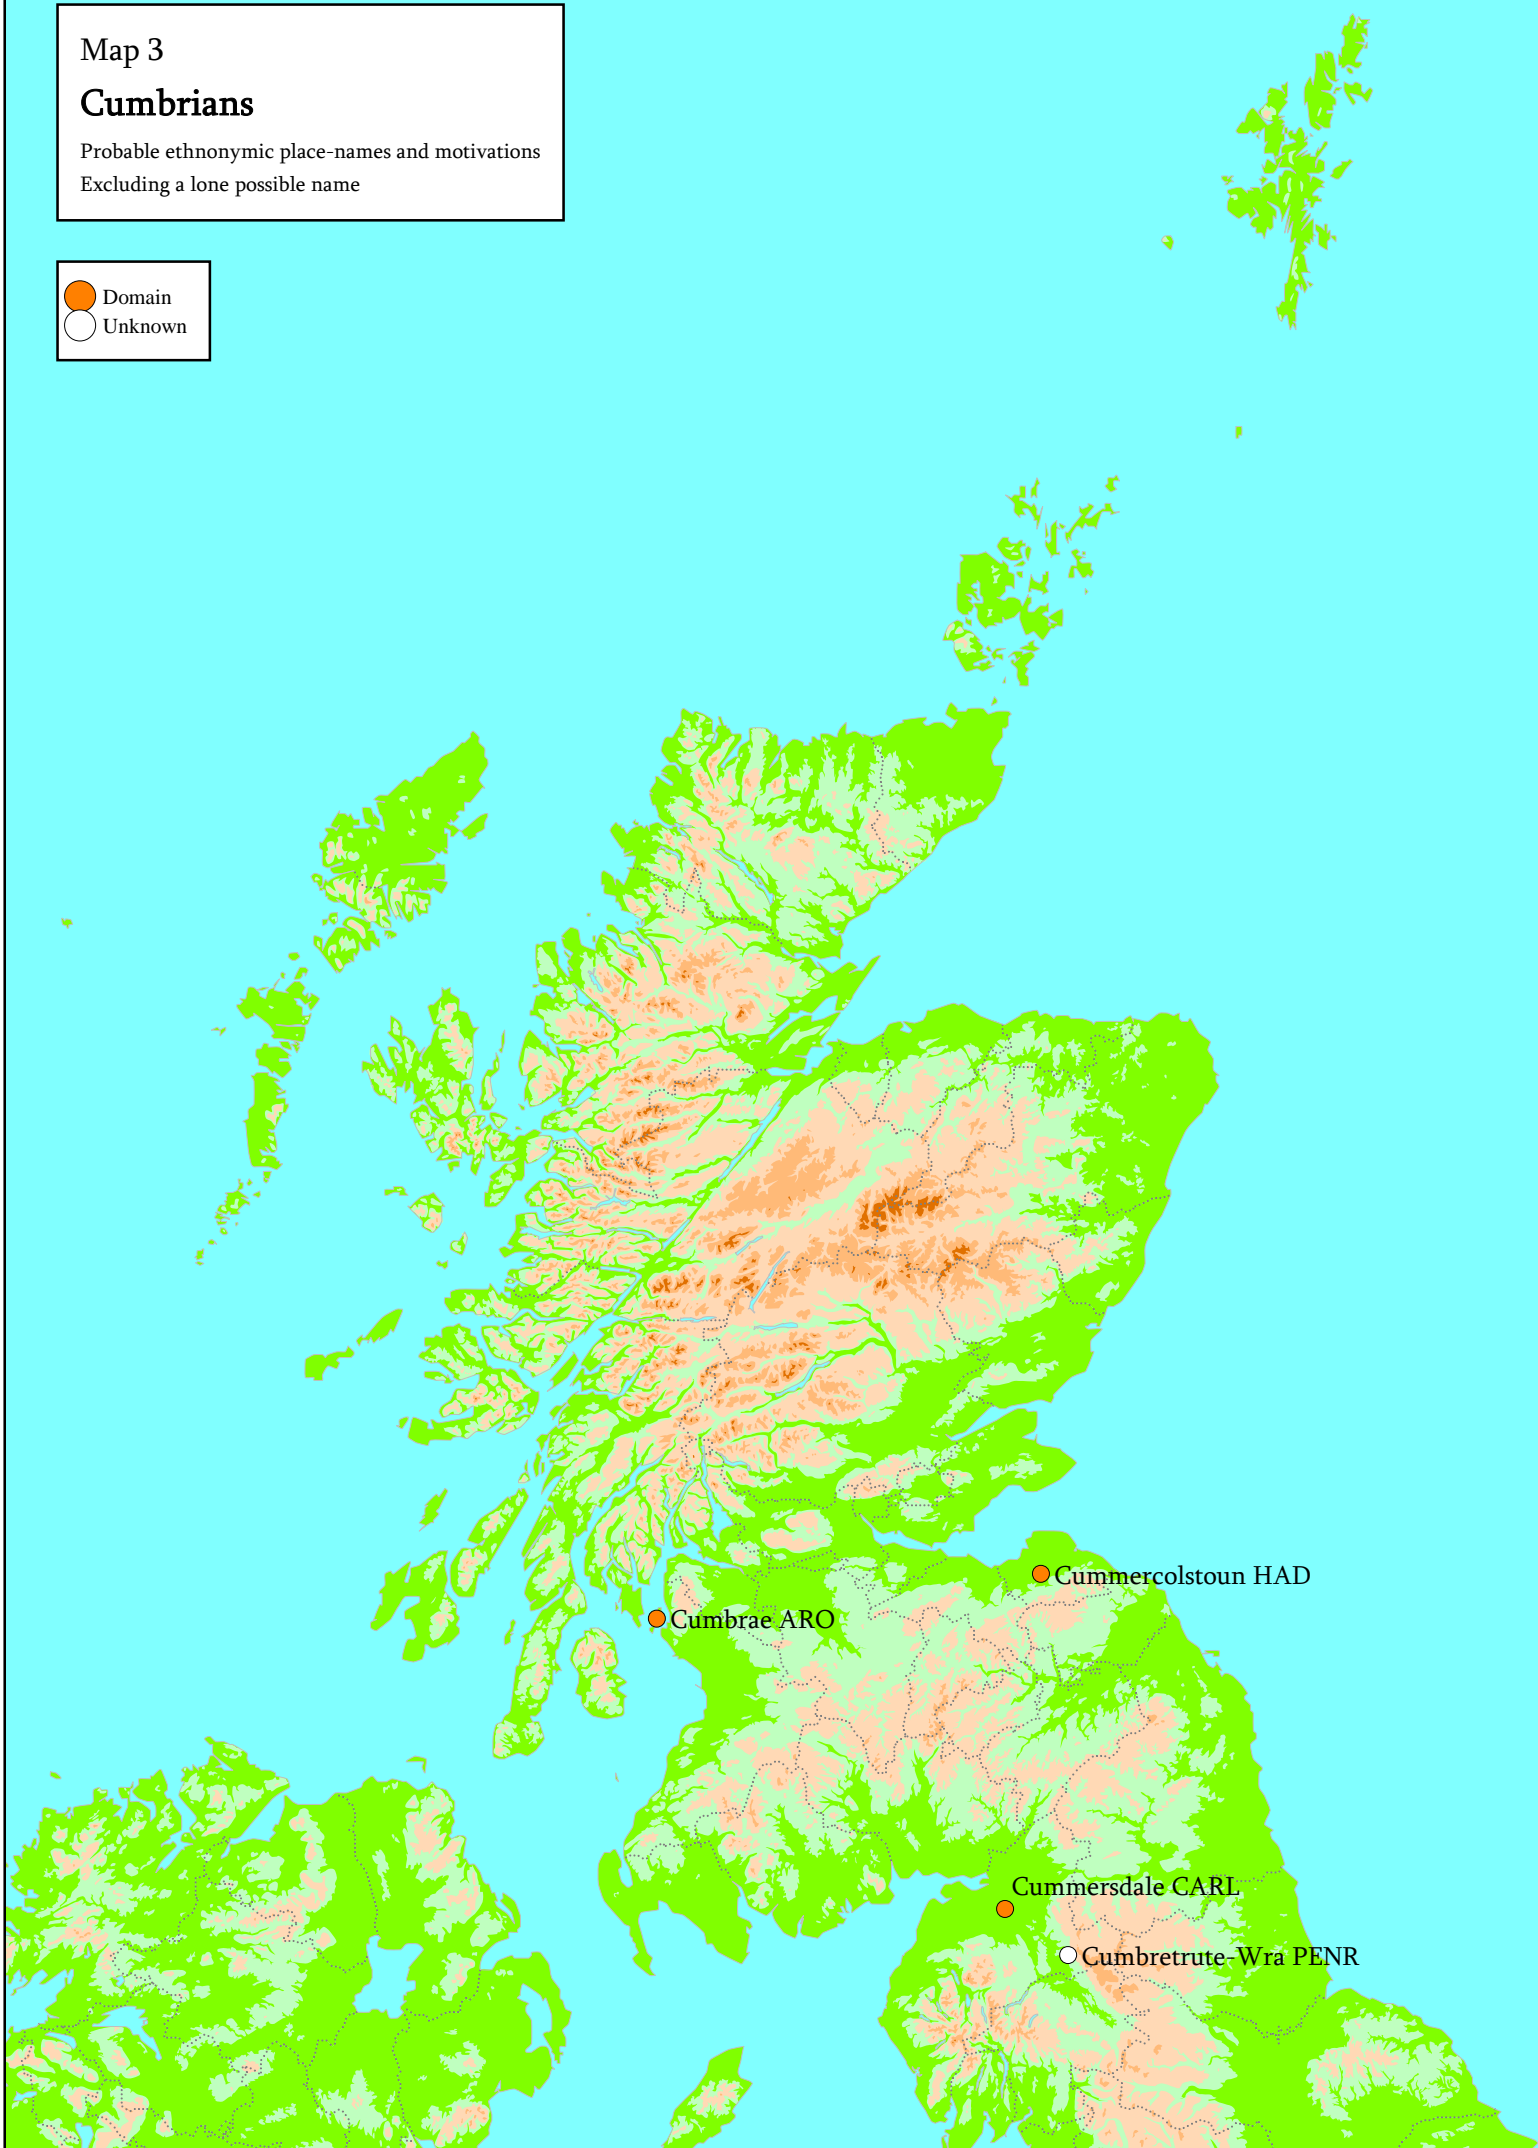 Map 3
Cumbrians
Probable ethnonymic place-names and motivations
Excluding a lone possible name
Domain
Unknown
Cummercolstoun HAD
Cumbrae ARO
Cummersdale CARL
Cumbretrute-Wra PENR